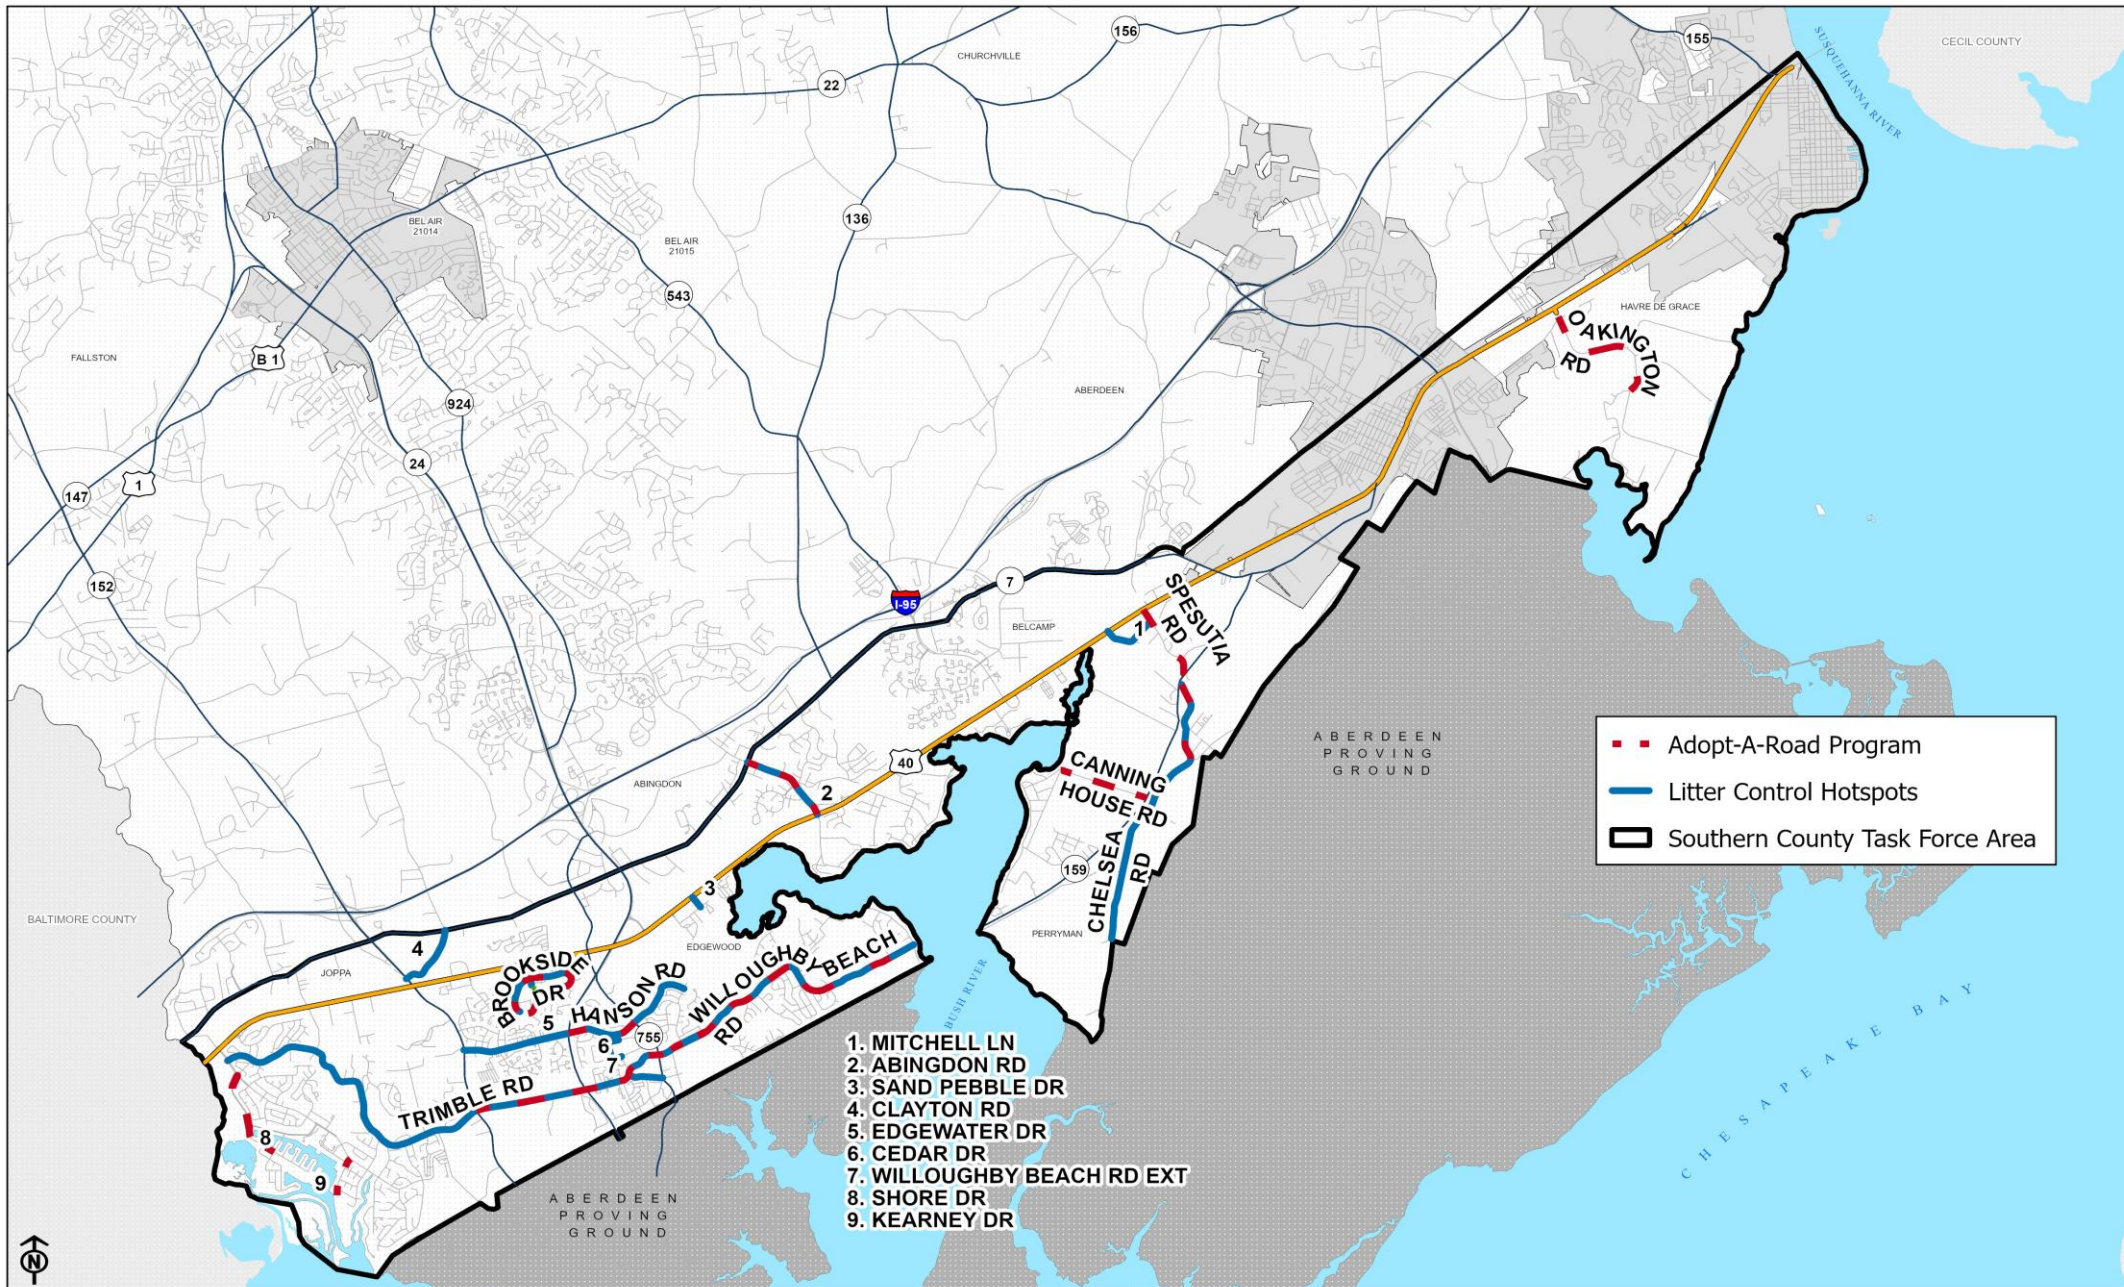 156
155
CECIL COUNTY
SUSQUEHANNA RIVER
CHURCHVILLE
22
136
BEL AIR
21014
BEL AIR
21015
543
HAVRE DE GRACE
OAKINGTON
RD
FALLSTON
B 1
ABERDEEN
924
24
147
1
152
7
I-95
SPESUTIA
RD
1
BELCAMP
40
ABERDEEN
PROVING
GROUND
Adopt-A-Road Program
Litter Control Hotspots
Southern County Task Force Area
ABINGDON
2
CANNING
HOUSE RD
CHELSEA
RD
159
3
BALTIMORE COUNTY
4
JOPPA
EDGEWOOD
PERRYMAN
BROOKSIDE
DR
HANSON RD
WILLOUGHBY BEACH
RD
5
6
755
7
BUSH RIVER
CHESAPEAKE BAY
TRIMBLE RD
8
9
1. MITCHELL LN
2. ABINGDON RD
3. SAND PEBBLE DR
4. CLAYTON RD
5. EDGEWATER DR
6. CEDAR DR
7. WILLOUGHBY BEACH RD EXT
8. SHORE DR
9. KEARNEY DR
ABERDEEN
PROVING
GROUND
N